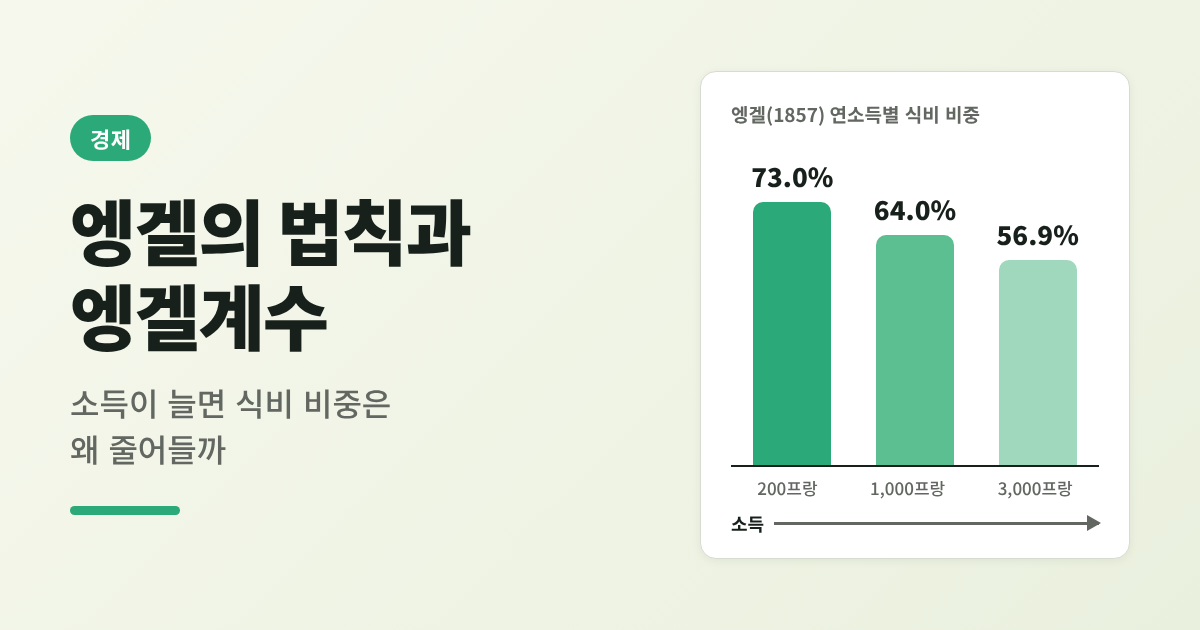 경제
엥겔의 법칙과
엥겔계수
소득이 늘면 식비 비중은
왜 줄어들까
엥겔(1857) 연소득별 식비 비중
73.0%
64.0%
56.9%
200프랑
1,000프랑
3,000프랑
소득